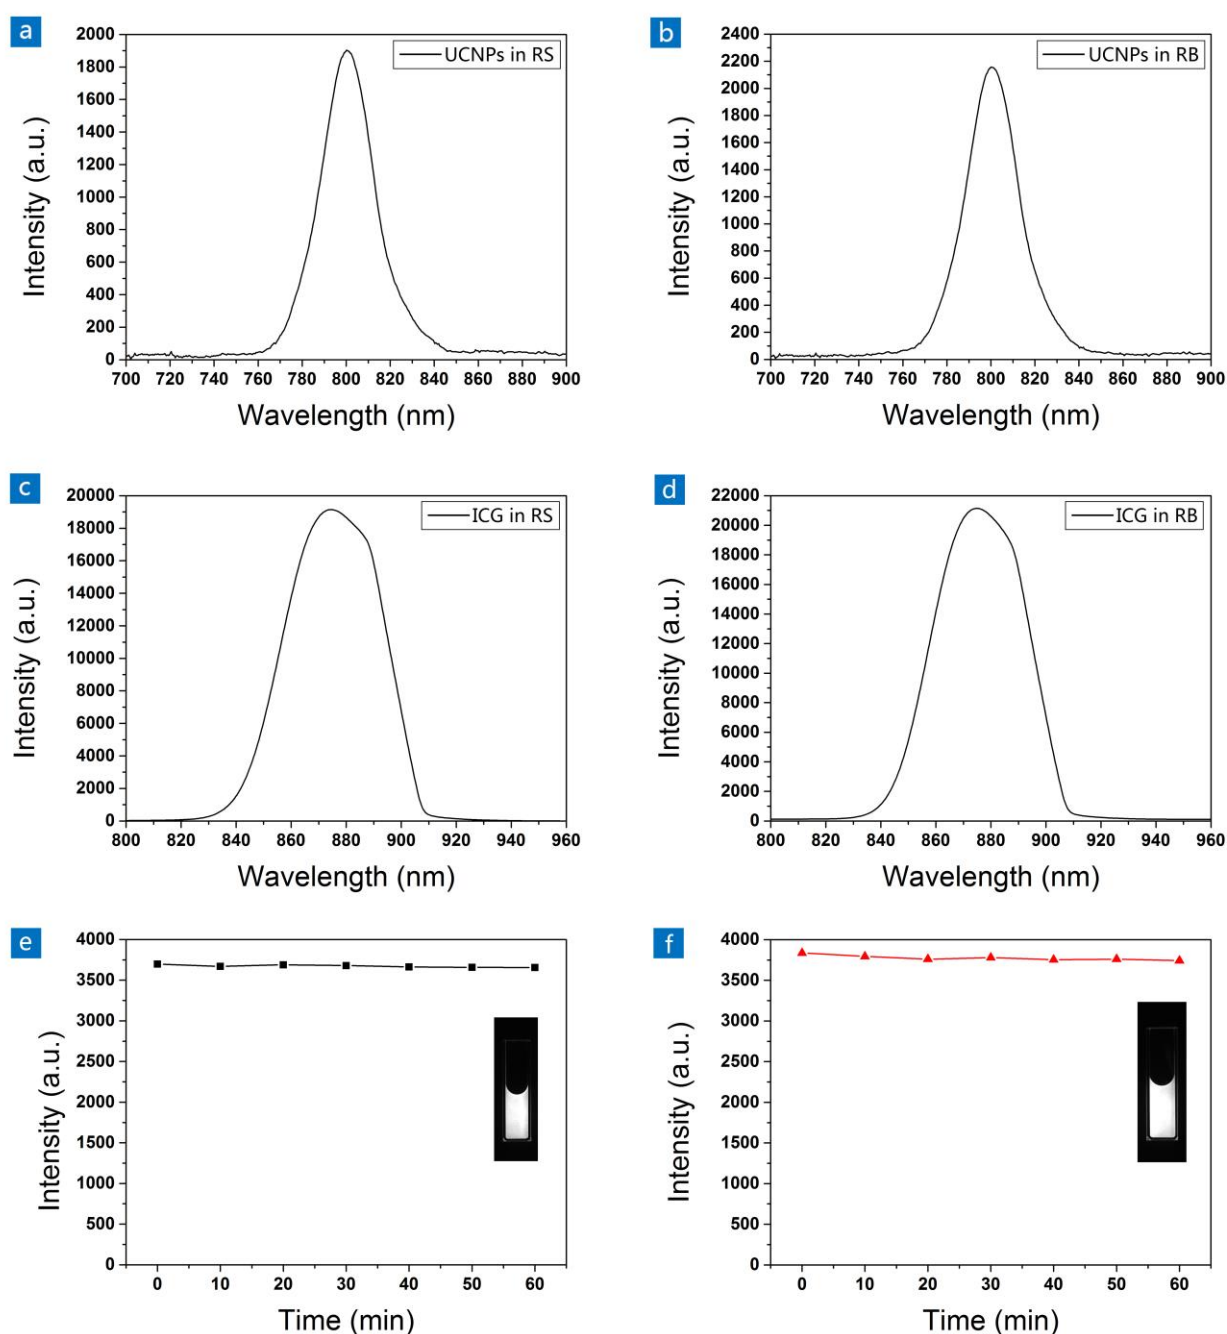 a
UCNPs in RS
2000
1800
1600
1400
1200
1000
800
600
400
200
0
700 720 740 760 780 800 820 840 860 880 900
Intensity (a.u.)
Wavelength (nm)
b
UCNPs in RB
2400
2200
2000
1800
1600
1400
1200
1000
800
600
400
200
0
700 720 740 760 780 800 820 840 860 880 900
Intensity (a.u.)
Wavelength (nm)
c
ICG in RS
20000
18000
16000
14000
12000
10000
8000
6000
4000
2000
0
800 820 840 860 880 900 920 940 960
Intensity (a.u.)
Wavelength (nm)
d
ICG in RB
22000
20000
18000
16000
14000
12000
10000
8000
6000
4000
2000
0
800 820 840 860 880 900 920 940 960
Intensity (a.u.)
Wavelength (nm)
e
4000
3500
3000
2500
2000
1500
1000
500
0
0 10 20 30 40 50 60
Intensity (a.u.)
Time (min)
f
4000
3500
3000
2500
2000
1500
1000
500
0
0 10 20 30 40 50 60
Intensity (a.u.)
Time (min)